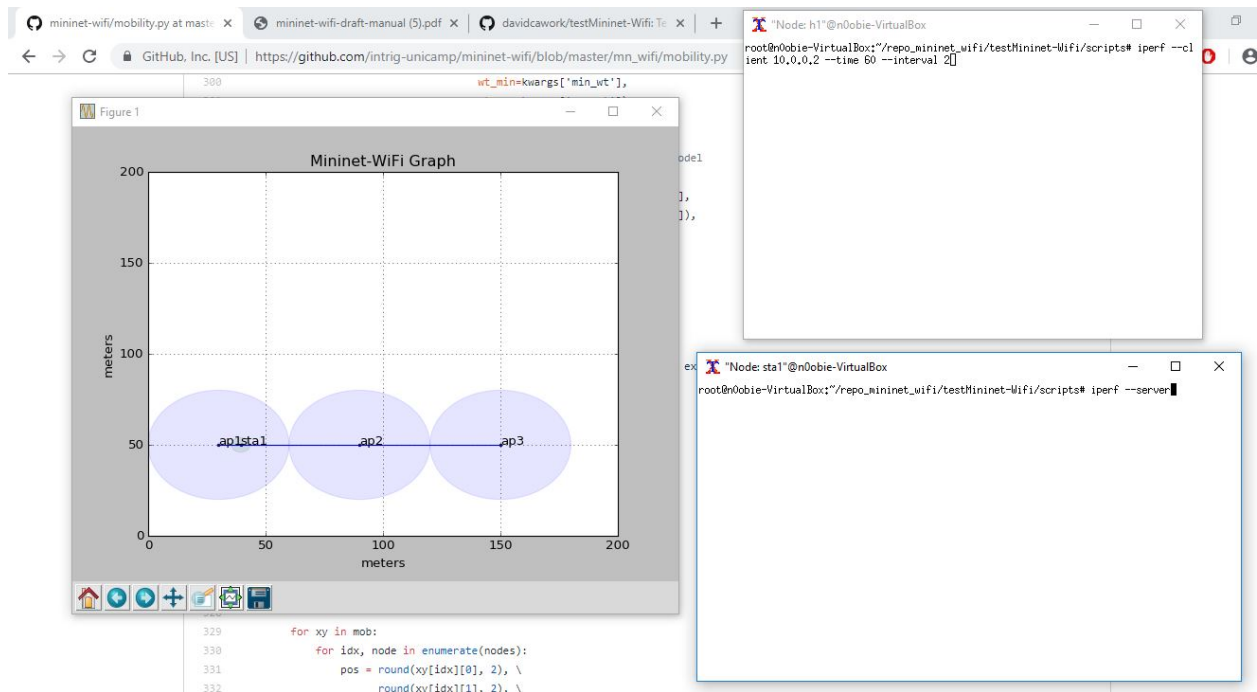 mininet-wifi/mobility.py at maste
mininet-wifi-draft-manual (5).pdf
davidcawork/testMininet-Wifi: Te
GitHub, Inc. [US] | https://github.com/intrig-unicamp/mininet-wifi/blob/master/mn_wifi/mobility.py
300 wt_min=kwargs['min_wt'],
Figure 1
odel
],
]),
ex
Mininet-WiFi Graph
200
150
100
50
0
meters
ap1 sta1 ap2 ap3
0 50 100 150 200
meters
329 for xy in mob:
330 for idx, node in enumerate(nodes):
331 pos = round(xy[idx][0], 2), \
332 round(xy[idx][1], 2), \
"Node: h1"@n0obie-VirtualBox
root@n0obie-VirtualBox:~/repo_mininet_wifi/testMininet-Wifi/scripts# iperf --cl
ient 10.0.0.2 --time 60 --interval 2
"Node: sta1"@n0obie-VirtualBox
root@n0obie-VirtualBox:~/repo_mininet_wifi/testMininet-Wifi/scripts# iperf --server